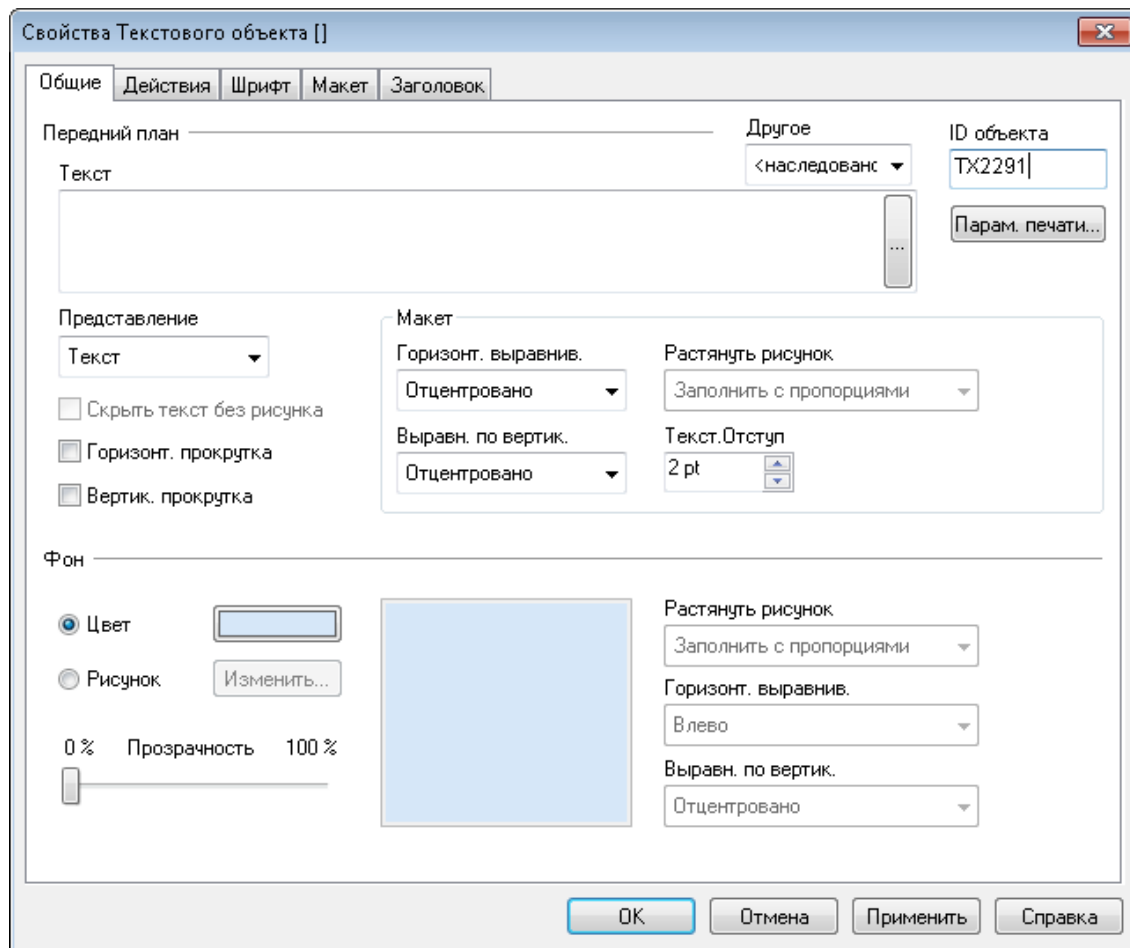 Свойства Текстового объекта []
Общие Действия Шрифт Макет Заголовок
Передний план Другое ID объекта
<наследованс TX2291
Текст
...
Парам. печати...
Представление Макет
Текст Горизонт. выравнив. Растянуть рисунок
Отцентровано Заполнить с пропорциями
Скрыть текст без рисунка
Горизонт. прокрутка Выравн. по вертик. Текст.Отступ
Отцентровано 2 pt
Вертик. прокрутка
Фон
Цвет Растянуть рисунок
Заполнить с пропорциями
Рисунок Изменить... Горизонт. выравнив.
Влево
0 % Прозрачность 100 %
Выравн. по вертик.
Отцентровано
OK Отмена Применить Справка